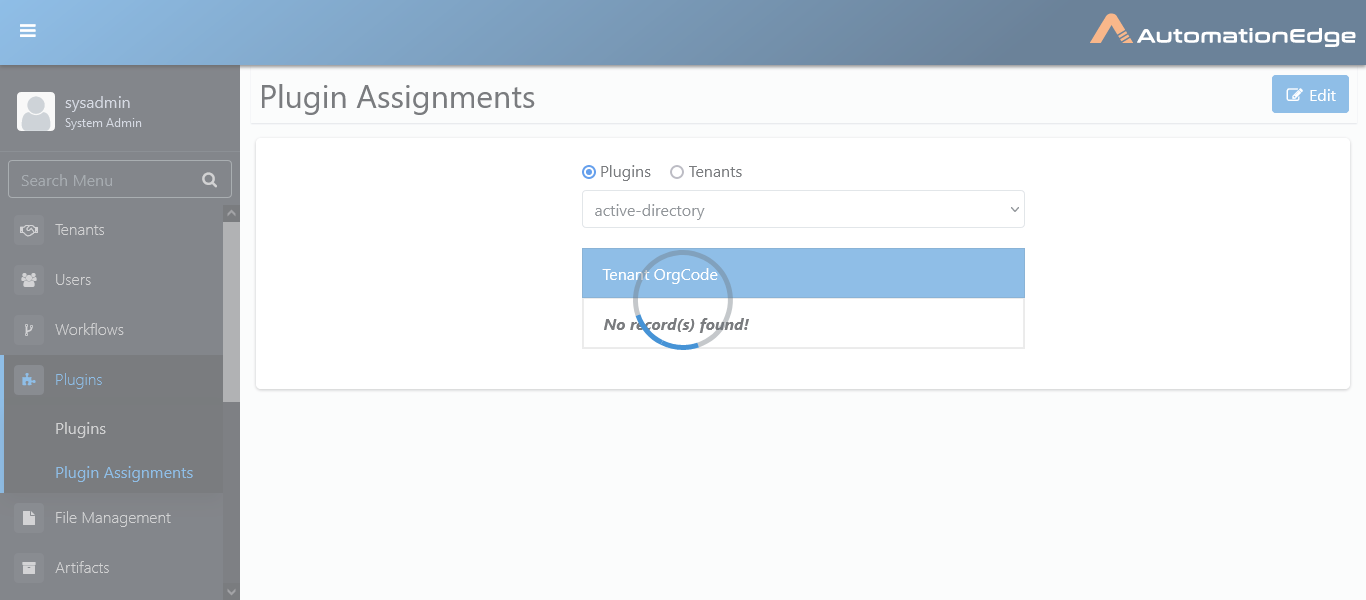 AutomationEdge
sysadmin
System Admin
Search Menu
Tenants
Users
Workflows
Plugins
Plugins
Plugin Assignments
File Management
Artifacts
Plugin Assignments
Edit
Plugins
Tenants
active-directory
Tenant OrgCode
No record(s) found!